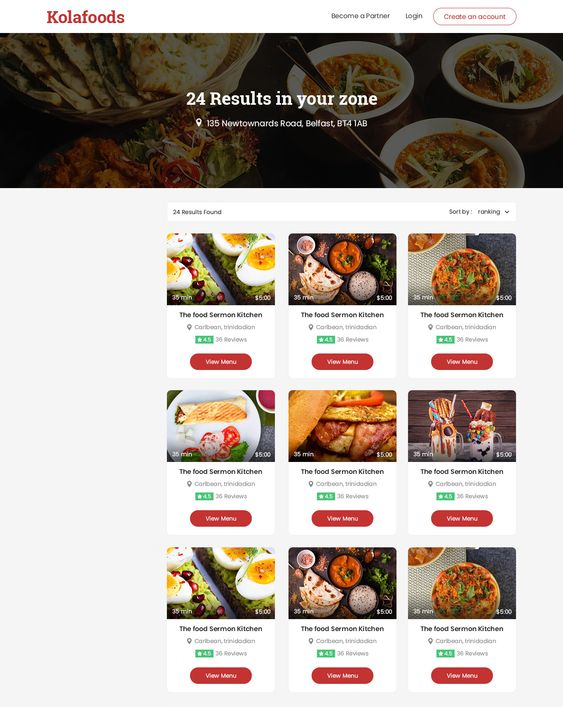 Kolafoods
Become a Partner Login Create an account
24 Results in your zone
135 Newtownards Road, Belfast, BT4 1AB
24 Results Found Sort by : ranking
35 min $5:00 35 min $5:00 35 min $5:00
The food Sermon Kitchen The food Sermon Kitchen The food Sermon Kitchen
Caribean, trinidadian Caribean, trinidadian Caribean, trinidadian
4.5 36 Reviews 4.5 36 Reviews 4.5 36 Reviews
View Menu View Menu View Menu
35 min $5:00 35 min $5:00 35 min $5:00
The food Sermon Kitchen The food Sermon Kitchen The food Sermon Kitchen
Caribean, trinidadian Caribean, trinidadian Caribean, trinidadian
4.5 36 Reviews 4.5 36 Reviews 4.5 36 Reviews
View Menu View Menu View Menu
35 min $5:00 35 min $5:00 35 min $5:00
The food Sermon Kitchen The food Sermon Kitchen The food Sermon Kitchen
Caribean, trinidadian Caribean, trinidadian Caribean, trinidadian
4.5 36 Reviews 4.5 36 Reviews 4.5 36 Reviews
View Menu View Menu View Menu